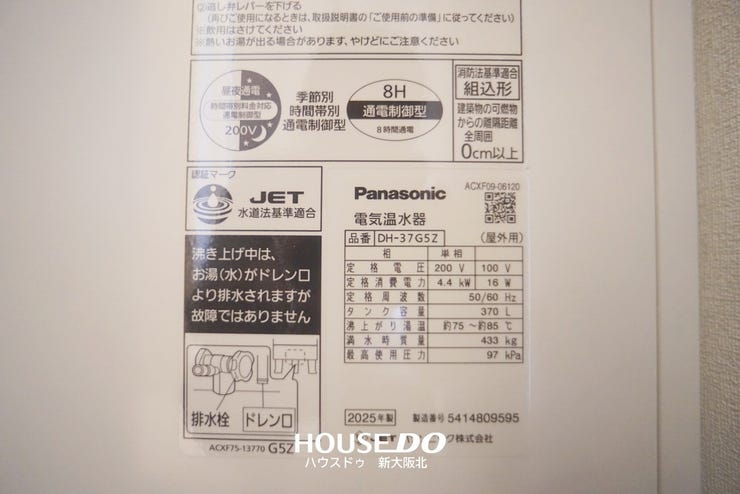 ②逃し弁レバーを下げる
(再びご使用になるときは、取扱説明書の「ご使用前の準備」に従ってください)
※飲用はさけてください
※熱いお湯が出る場合があります、やけどにご注意ください
昼夜通電
時間帯別料金対応
通電制御型
200V
季節別
時間帯別
通電制御型
8H
通電制御型
8時間通電
消防法基準適合
組込形
建築物の可燃物
からの離隔距離
全周囲
0cm以上
認証マーク
JET
水道法基準適合
沸き上げ中は、
お湯(水)がドレン口
より排水されますが
故障ではありません
排水栓
ドレン口
ACXF75-13770 G5Z
Panasonic
ACXF09-06120
電気温水器
品番 DH-37G5Z (屋外用)
相 単相
定格電圧 200 V 100 V
定格消費電力 4.4 kW 16 W
定格周波数 50/60 Hz
タンク容量 370 L
沸上がり湯温 約75～約85℃
満水時質量 433 kg
最高使用圧力 97 kPa
2025年製 製造番号 5414809595
ク株式会社
HOUSE DO
ハウスドゥ 新大阪北